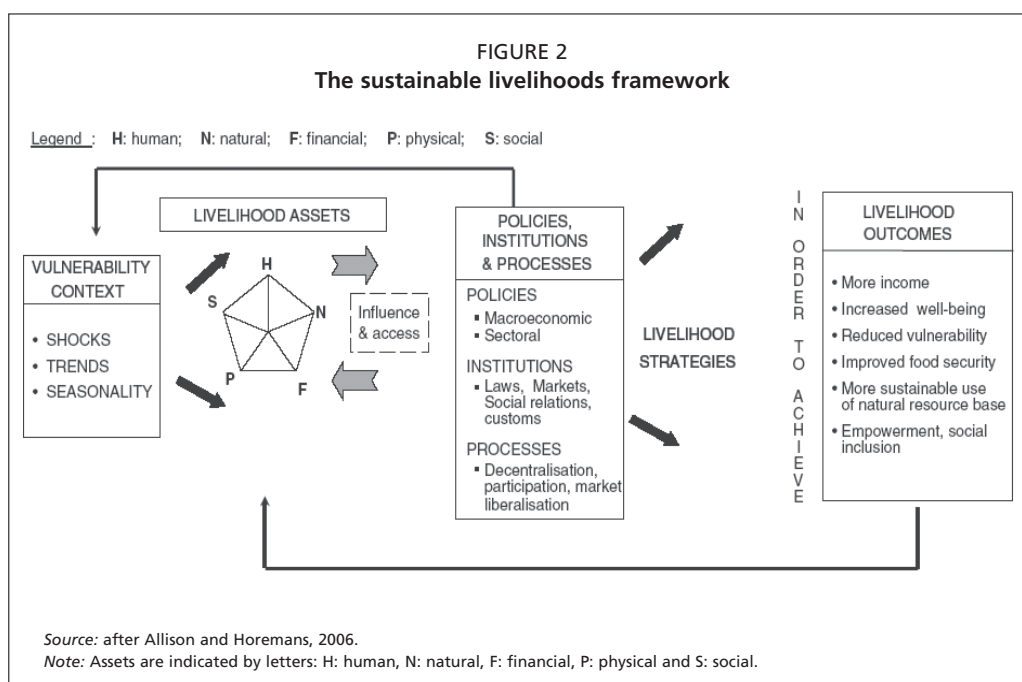 FIGURE 2
The sustainable livelihoods framework
Legend : H: human; N: natural; F: financial; P: physical; S: social
VULNERABILITY
CONTEXT
• SHOCKS
• TRENDS
• SEASONALITY
LIVELIHOOD ASSETS
H
S
N
P
F
Influence
& access
POLICIES,
INSTITUTIONS
& PROCESSES
POLICIES
▪ Macroeconomic
▪ Sectoral
INSTITUTIONS
▪ Laws, Markets,
Social relations,
customs
PROCESSES
▪ Decentralisation,
participation, market
liberalisation
LIVELIHOOD
STRATEGIES
IN ORDER TO ACHIEVE
LIVELIHOOD
OUTCOMES
• More income
• Increased well-being
• Reduced vulnerability
• Improved food security
• More sustainable use
of natural resource base
• Empowerment, social
inclusion
Source: after Allison and Horemans, 2006.
Note: Assets are indicated by letters: H: human, N: natural, F: financial, P: physical and S: social.